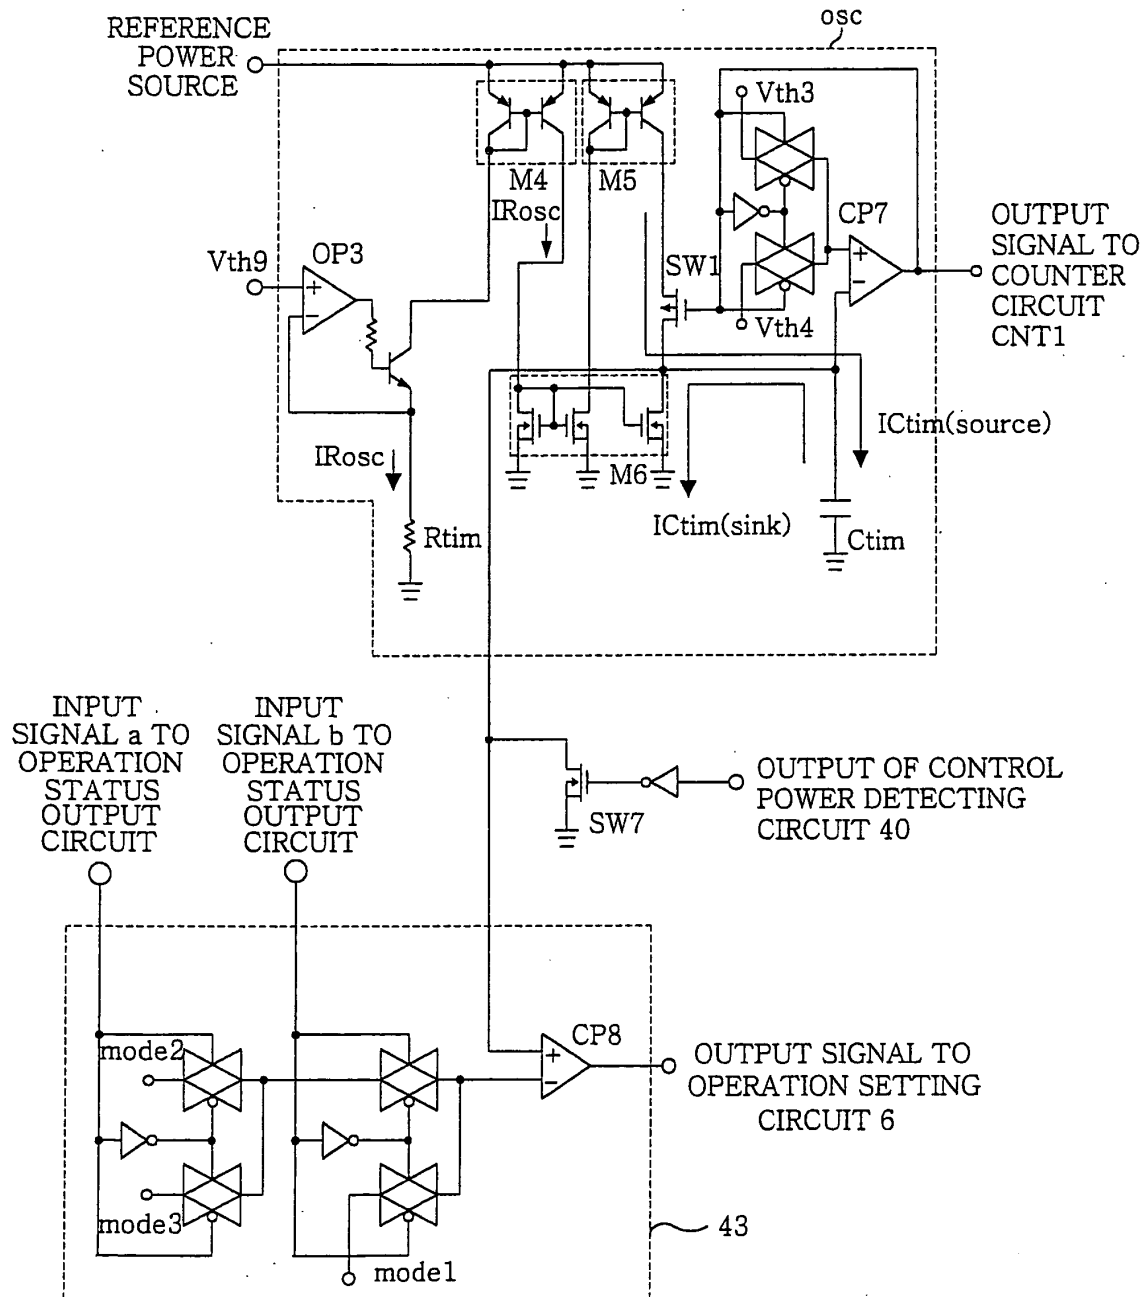 osc
REFERENCE
POWER
SOURCE
Vth3
M4
M5
IRosc
CP7
OUTPUT
SIGNAL TO
COUNTER
CIRCUIT
CNT1
OP3
Vth9
SW1
Vth4
+
-
+
-
ICtim(source)
IRosc
M6
ICtim(sink)
Rtim
Ctim
INPUT
SIGNAL a TO
OPERATION
STATUS
OUTPUT
CIRCUIT
INPUT
SIGNAL b TO
OPERATION
STATUS
OUTPUT
CIRCUIT
OUTPUT OF CONTROL
POWER DETECTING
CIRCUIT 40
SW7
CP8
+
-
mode2
OUTPUT SIGNAL TO
OPERATION SETTING
CIRCUIT 6
mode3
43
mode1